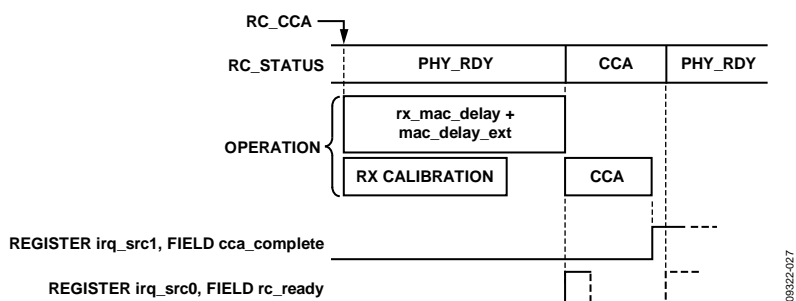 RC_CCA
RC_STATUS
PHY_RDY
CCA
PHY_RDY
OPERATION
rx_mac_delay +
mac_delay_ext
RX CALIBRATION
CCA
REGISTER irq_src1, FIELD cca_complete
REGISTER irq_src0, FIELD rc_ready
09322-027